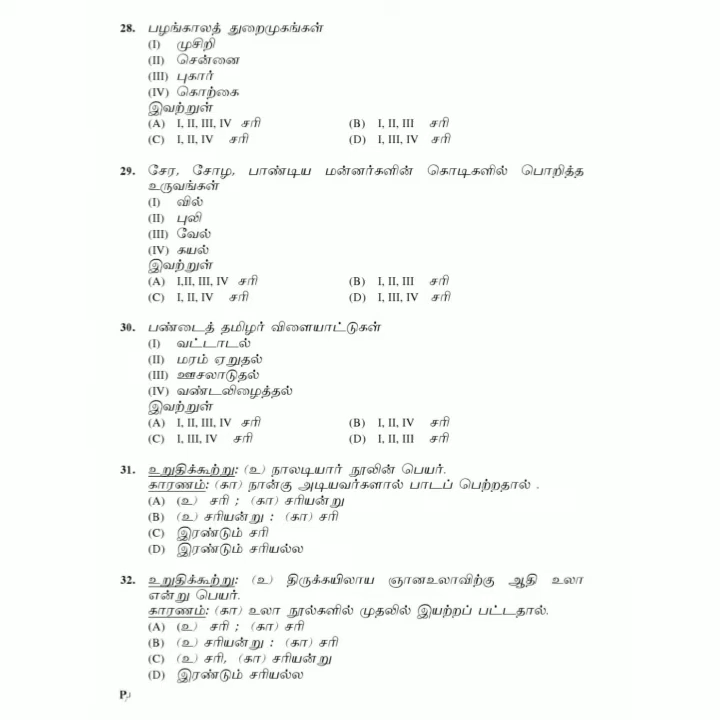 28. பழங்காலத் துறைமுகங்கள்
(I) முசிறி
(II) சென்னை
(III) புகார்
(IV) கொற்கை
இவற்றுள்
(A) I, II, III, IV சரி (B) I, II, III சரி
(C) I, II, IV சரி (D) I, III, IV சரி
29. சேர, சோழ, பாண்டிய மன்னர்களின் கொடிகளில் பொறித்த
உருவங்கள்
(I) வில்
(II) புலி
(III) வேல்
(IV) கயல்
இவற்றுள்
(A) I,II, III, IV சரி (B) I, II, III சரி
(C) I, II, IV சரி (D) I, III, IV சரி
30. பண்டைத் தமிழர் விளையாட்டுகள்
(I) வட்டாடல்
(II) மரம் ஏறுதல்
(III) ஊசலாடுதல்
(IV) வண்டலிழைத்தல்
இவற்றுள்
(A) I, II, III, IV சரி (B) I, II, IV சரி
(C) I, III, IV சரி (D) I, II, III சரி
31. உறுதிக்கூற்று: (உ) நாலடியார் நூலின் பெயர்.
காரணம்: (கா) நான்கு அடியவர்களால் பாடப் பெற்றதால் .
(A) (உ) சரி ; (கா) சரியன்று
(B) (உ) சரியன்று : (கா) சரி
(C) இரண்டும் சரி
(D) இரண்டும் சரியல்ல
32. உறுதிக்கூற்று: (உ) திருக்கயிலாய ஞானஉலாவிற்கு ஆதி உலா
என்று பெயர்.
காரணம்: (கா) உலா நூல்களில் முதலில் இயற்றப் பட்டதால்.
(A) (உ) சரி ; (கா) சரி
(B) (உ) சரியன்று : (கா) சரி
(C) (உ) சரி, (கா) சரியன்று
(D) இரண்டும் சரியல்ல